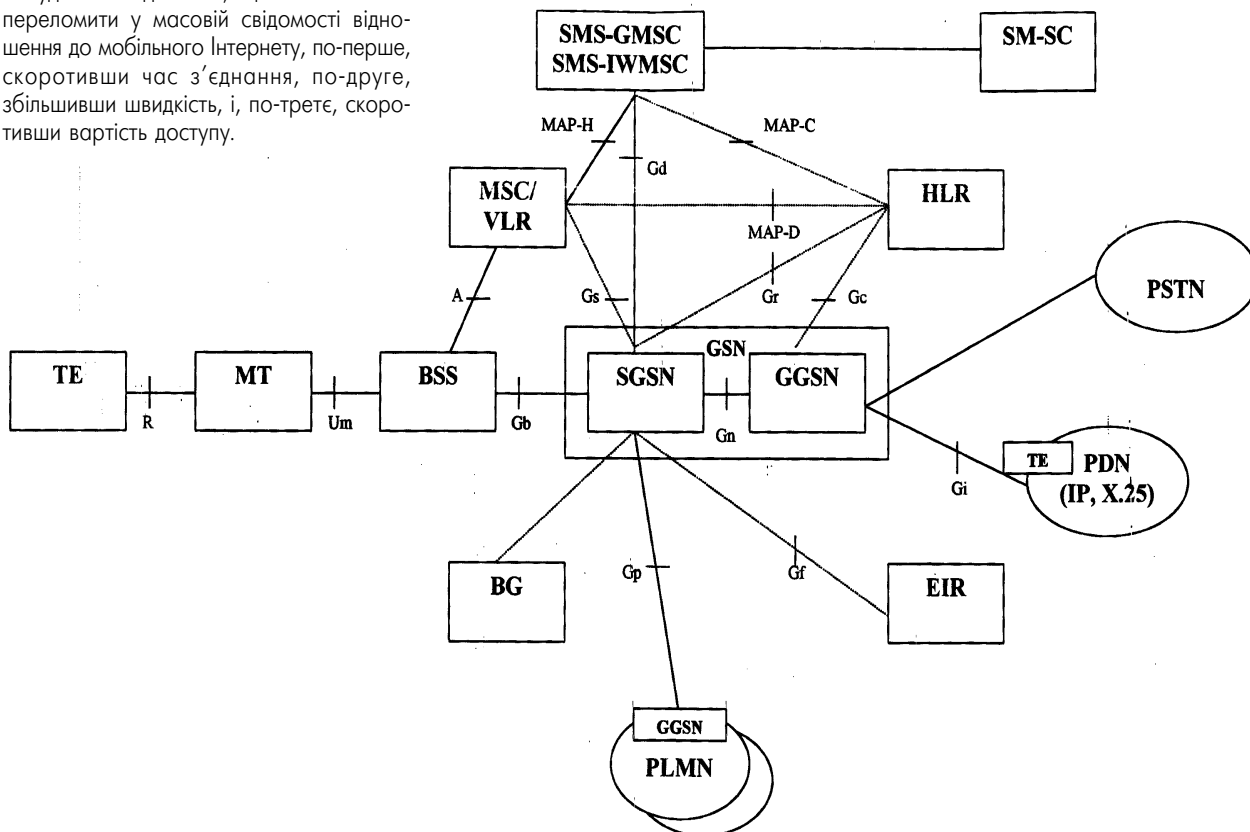 переломити у масовій свідомості відно-
шення до мобільного Інтернету, по-перше,
скоротивши час з’єднання, по-друге,
збільшивши швидкість, і, по-третє, скоро-
тивши вартість доступу.
SMS-GMSC
SMS-IWMSC
SM-SC
MAP-H
MAP-C
Gd
MSC/
VLR
HLR
MAP-D
A
Gs
Gr
Gc
PSTN
GSN
TE
MT
BSS
SGSN
GGSN
R
Um
Gb
Gn
TE
PDN
(IP, X.25)
Gi
BG
Gp
Gf
EIR
GGSN
PLMN